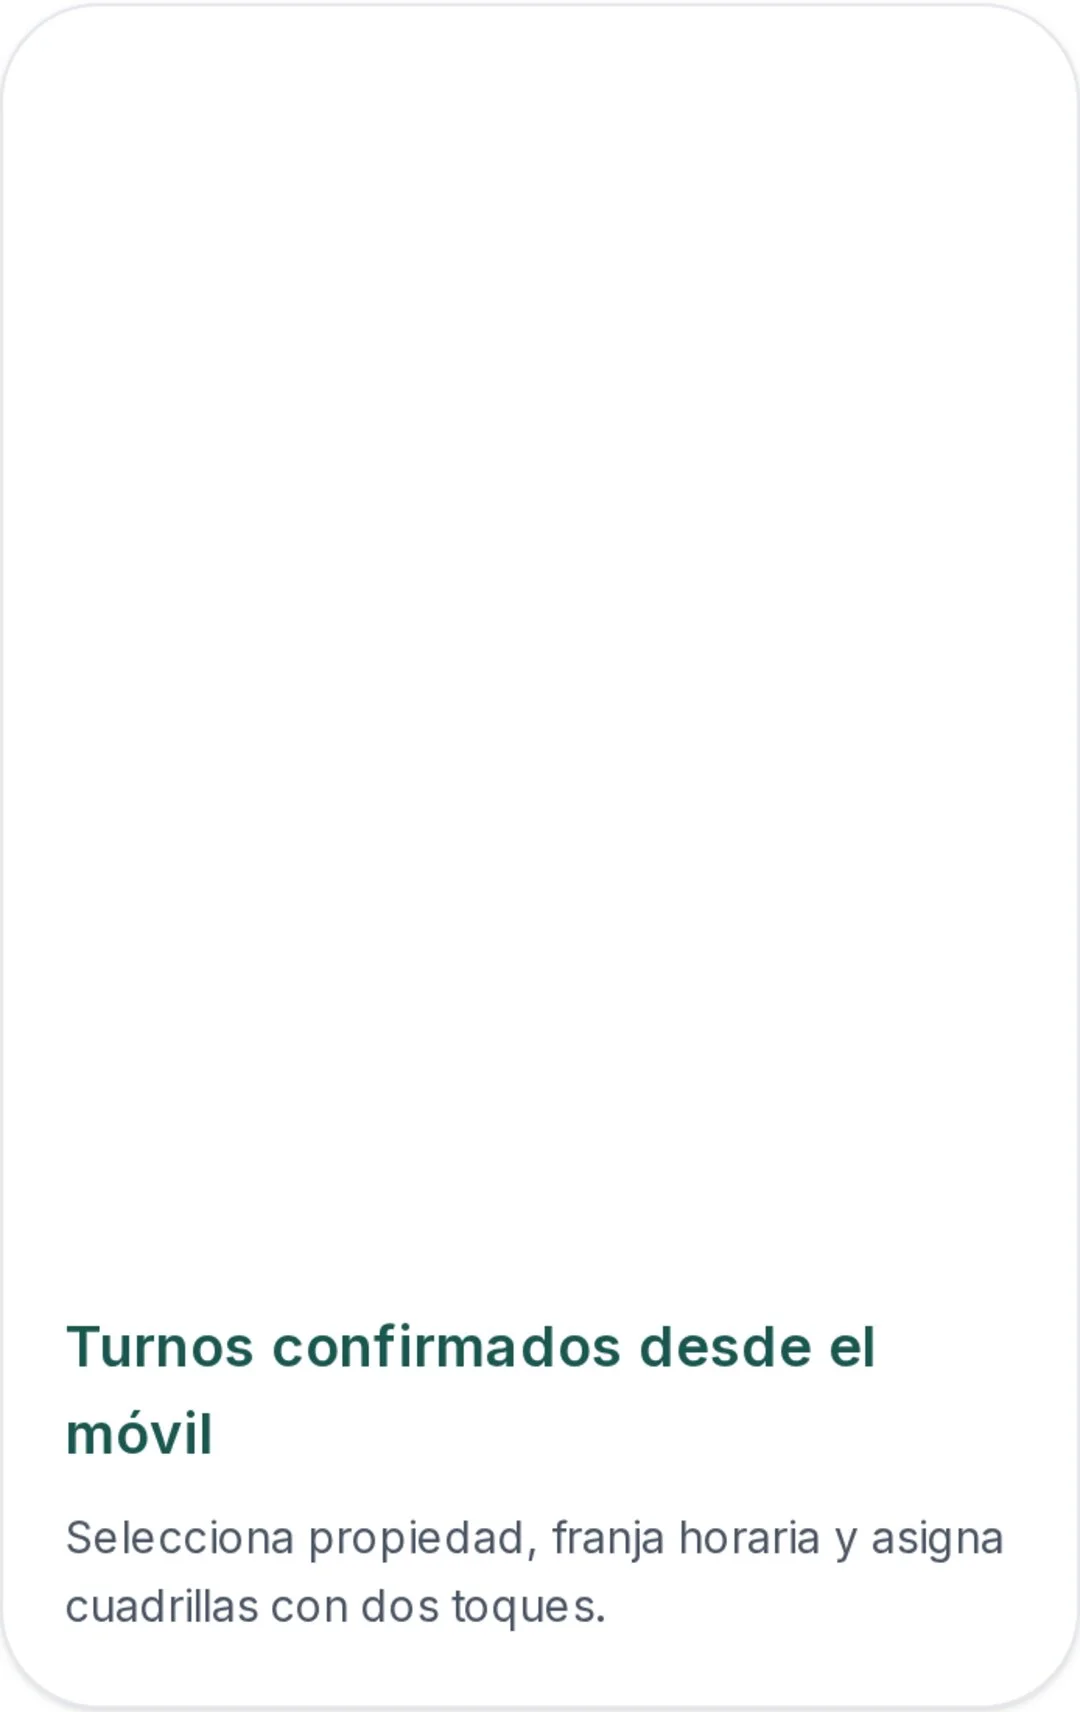 Turnos confirmados desde el
móvil
Selecciona propiedad, franja horaria y asigna
cuadrillas con dos toques.